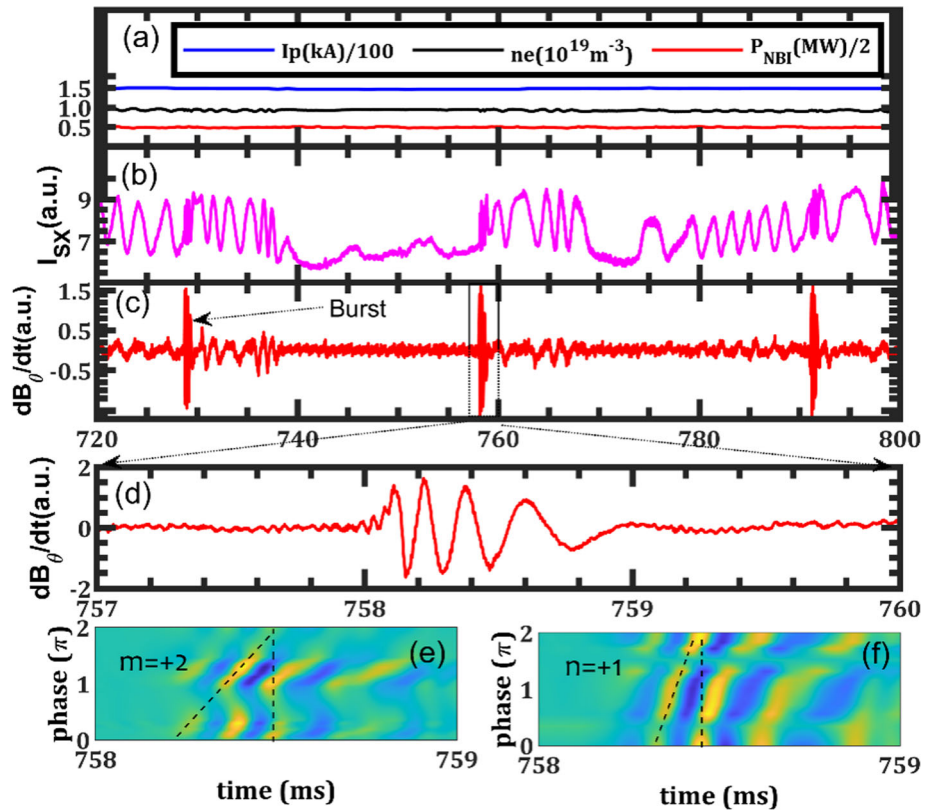 (a)
Ip(kA)/100 ne(10¹⁹m⁻³) P_NBI(MW)/2
1.5
1.0
0.5
(b)
9
7
I_SX(a.u.)
(c)
1.5
0.5
-0.5
dB_θ/dt(a.u.)
Burst
720 740 760 780 800
(d)
2
0
-2
dB_θ/dt(a.u.)
757 758 759 760
2
1
0
phase (π)
m=+2
(e)
758 759
time (ms)
2
1
0
phase (π)
n=+1
(f)
758 759
time (ms)